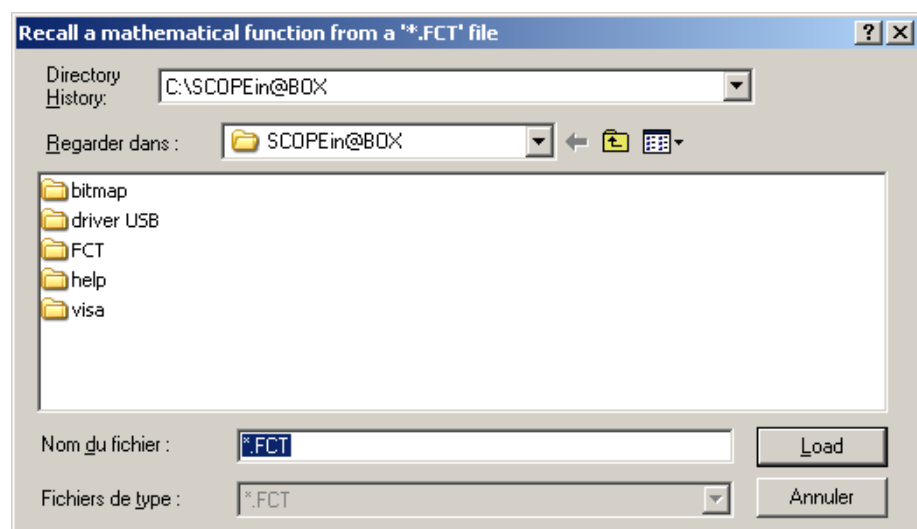 Recall a mathematical function from a '*.FCT' file
Directory
History:
C:\SCOPEin@BOX
Regarder dans :
SCOPEin@BOX
bitmap
driver USB
FCT
help
visa
Nom du fichier :
*.FCT
Load
Fichiers de type :
*.FCT
Annuler